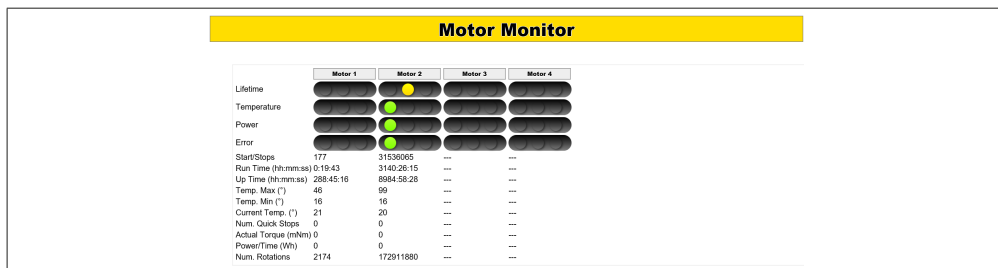 Motor Monitor
Motor 1 Motor 2 Motor 3 Motor 4
Lifetime
Temperature
Power
Error
Start/Stops 177 31536065 --- ---
Run Time (hh:mm:ss) 0:19:43 3140:26:15 --- ---
Up Time (hh:mm:ss) 288:45:16 8984:58:28 --- ---
Temp. Max (°) 46 99 --- ---
Temp. Min (°) 16 16 --- ---
Current Temp. (°) 21 20 --- ---
Num. Quick Stops 0 0 --- ---
Actual Torque (mNm) 0 0 --- ---
Power/Time (Wh) 0 0 --- ---
Num. Rotations 2174 172911880 --- ---